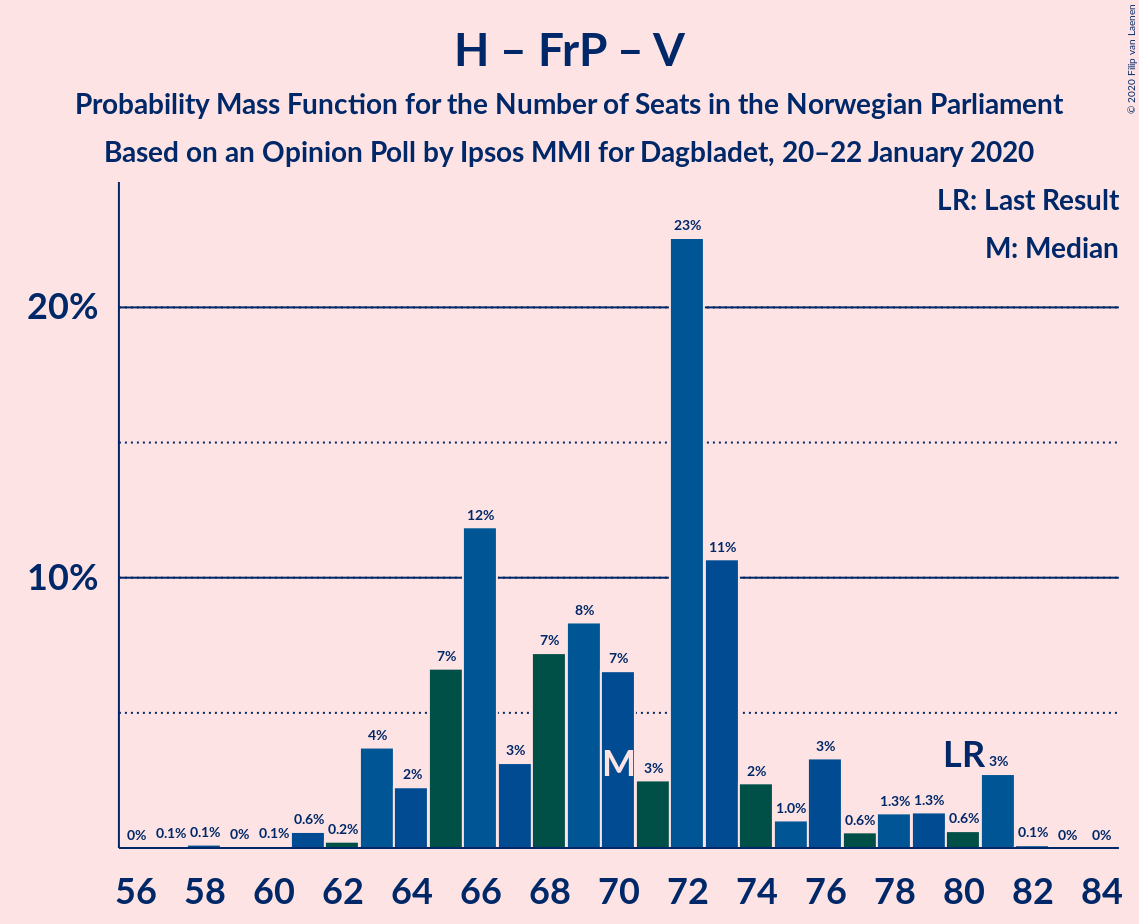 H – FrP – V
Probability Mass Function for the Number of Seats in the Norwegian Parliament
Based on an Opinion Poll by Ipsos MMI for Dagbladet, 20–22 January 2020
© 2020 Filip van Laenen
LR: Last Result
M: Median
20%
10%
0% 0.1% 0.1% 0% 0.1% 0.6% 0.2% 4% 2% 7% 12% 3% 7% 8% 7% 3% 23% 11% 2% 1.0% 3% 0.6% 1.3% 1.3% 0.6% 3% 0.1% 0% 0%
M
LR
56 58 60 62 64 66 68 70 72 74 76 78 80 82 84